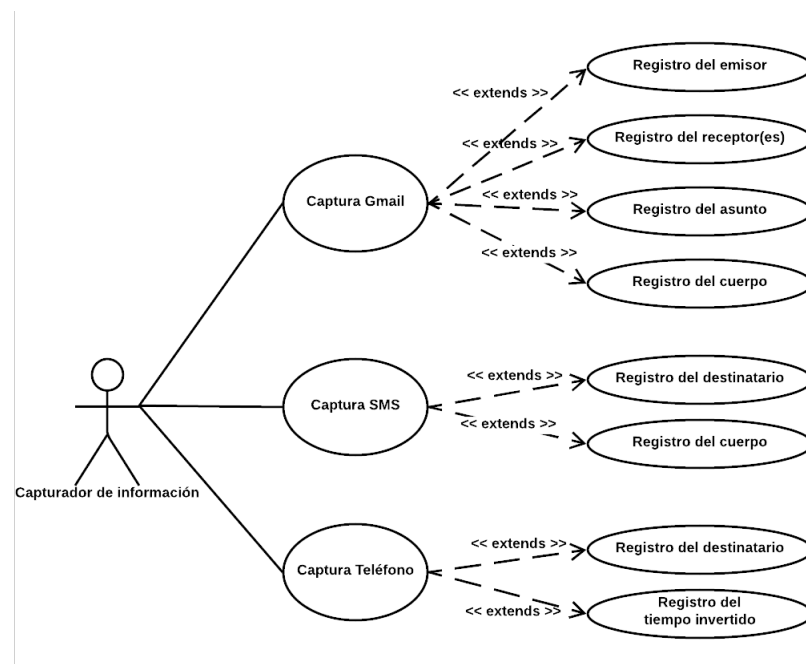 Registro del emisor
<< extends >>
Registro del receptor(es)
<< extends >>
Captura Gmail
<< extends >>
Registro del asunto
<< extends >>
Registro del cuerpo
<< extends >>
Registro del destinatario
Captura SMS
<< extends >>
Registro del cuerpo
Capturador de información
<< extends >>
Registro del destinatario
Captura Teléfono
<< extends >>
Registro del
tiempo invertido